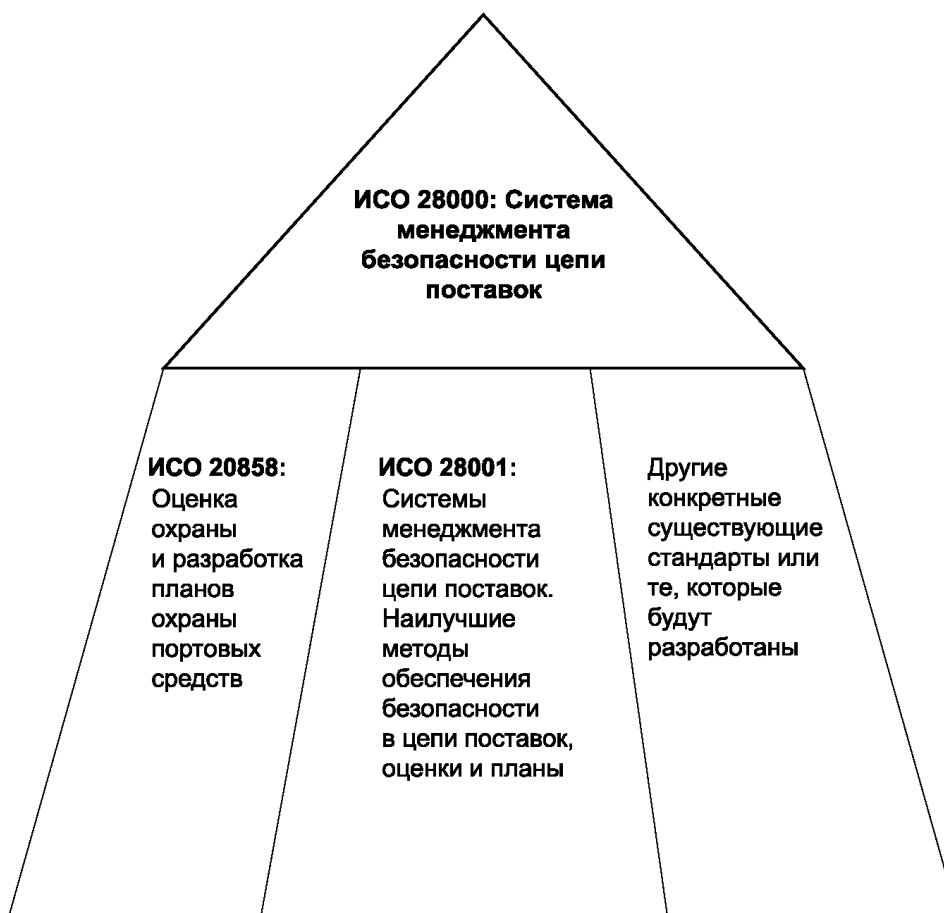 ИСО 28000: Система
менеджмента
безопасности цепи
поставок
ИСО 20858:
Оценка
охраны
и разработка
планов
охраны
портовых
средств
ИСО 28001:
Системы
менеджмента
безопасности
цепи поставок.
Наилучшие
методы
обеспечения
безопасности
в цепи поставок,
оценки и планы
Другие
конкретные
существующие
стандарты или
те, которые
будут
разработаны